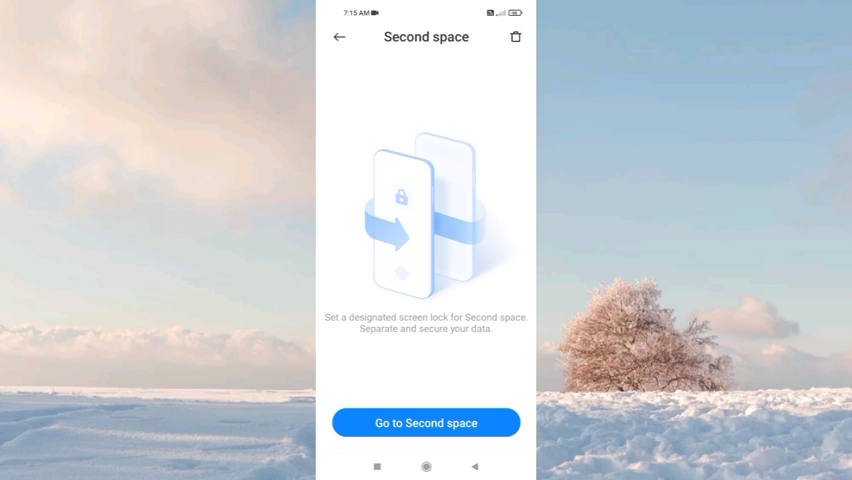 7:15 AM
Second space
Set a designated screen lock for Second space.
Separate and secure your data.
Go to Second space